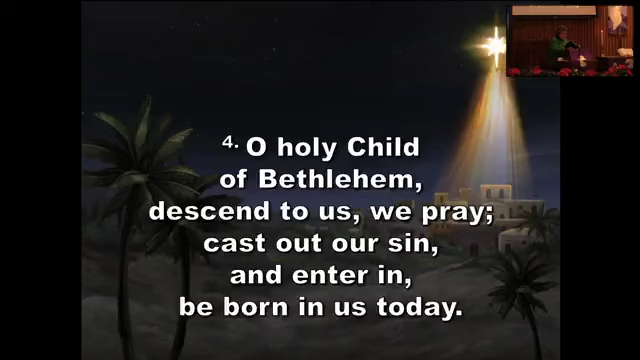 4. O holy Child
of Bethlehem,
descend to us, we pray;
cast out our sin,
and enter in,
be born in us today.